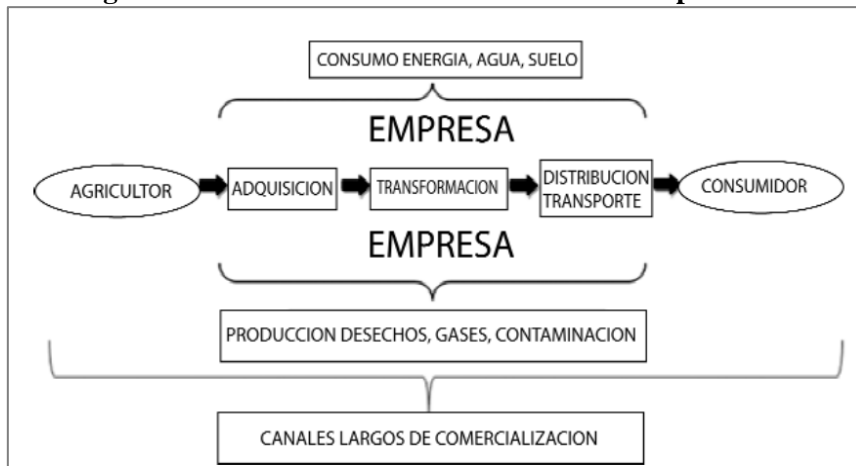 CONSUMO ENERGIA, AGUA, SUELO
EMPRESA
AGRICULTOR
ADQUISICION
TRANSFORMACION
DISTRIBUCION
TRANSPORTE
CONSUMIDOR
EMPRESA
PRODUCCION DESECHOS, GASES, CONTAMINACION
CANALES LARGOS DE COMERCIALIZACION